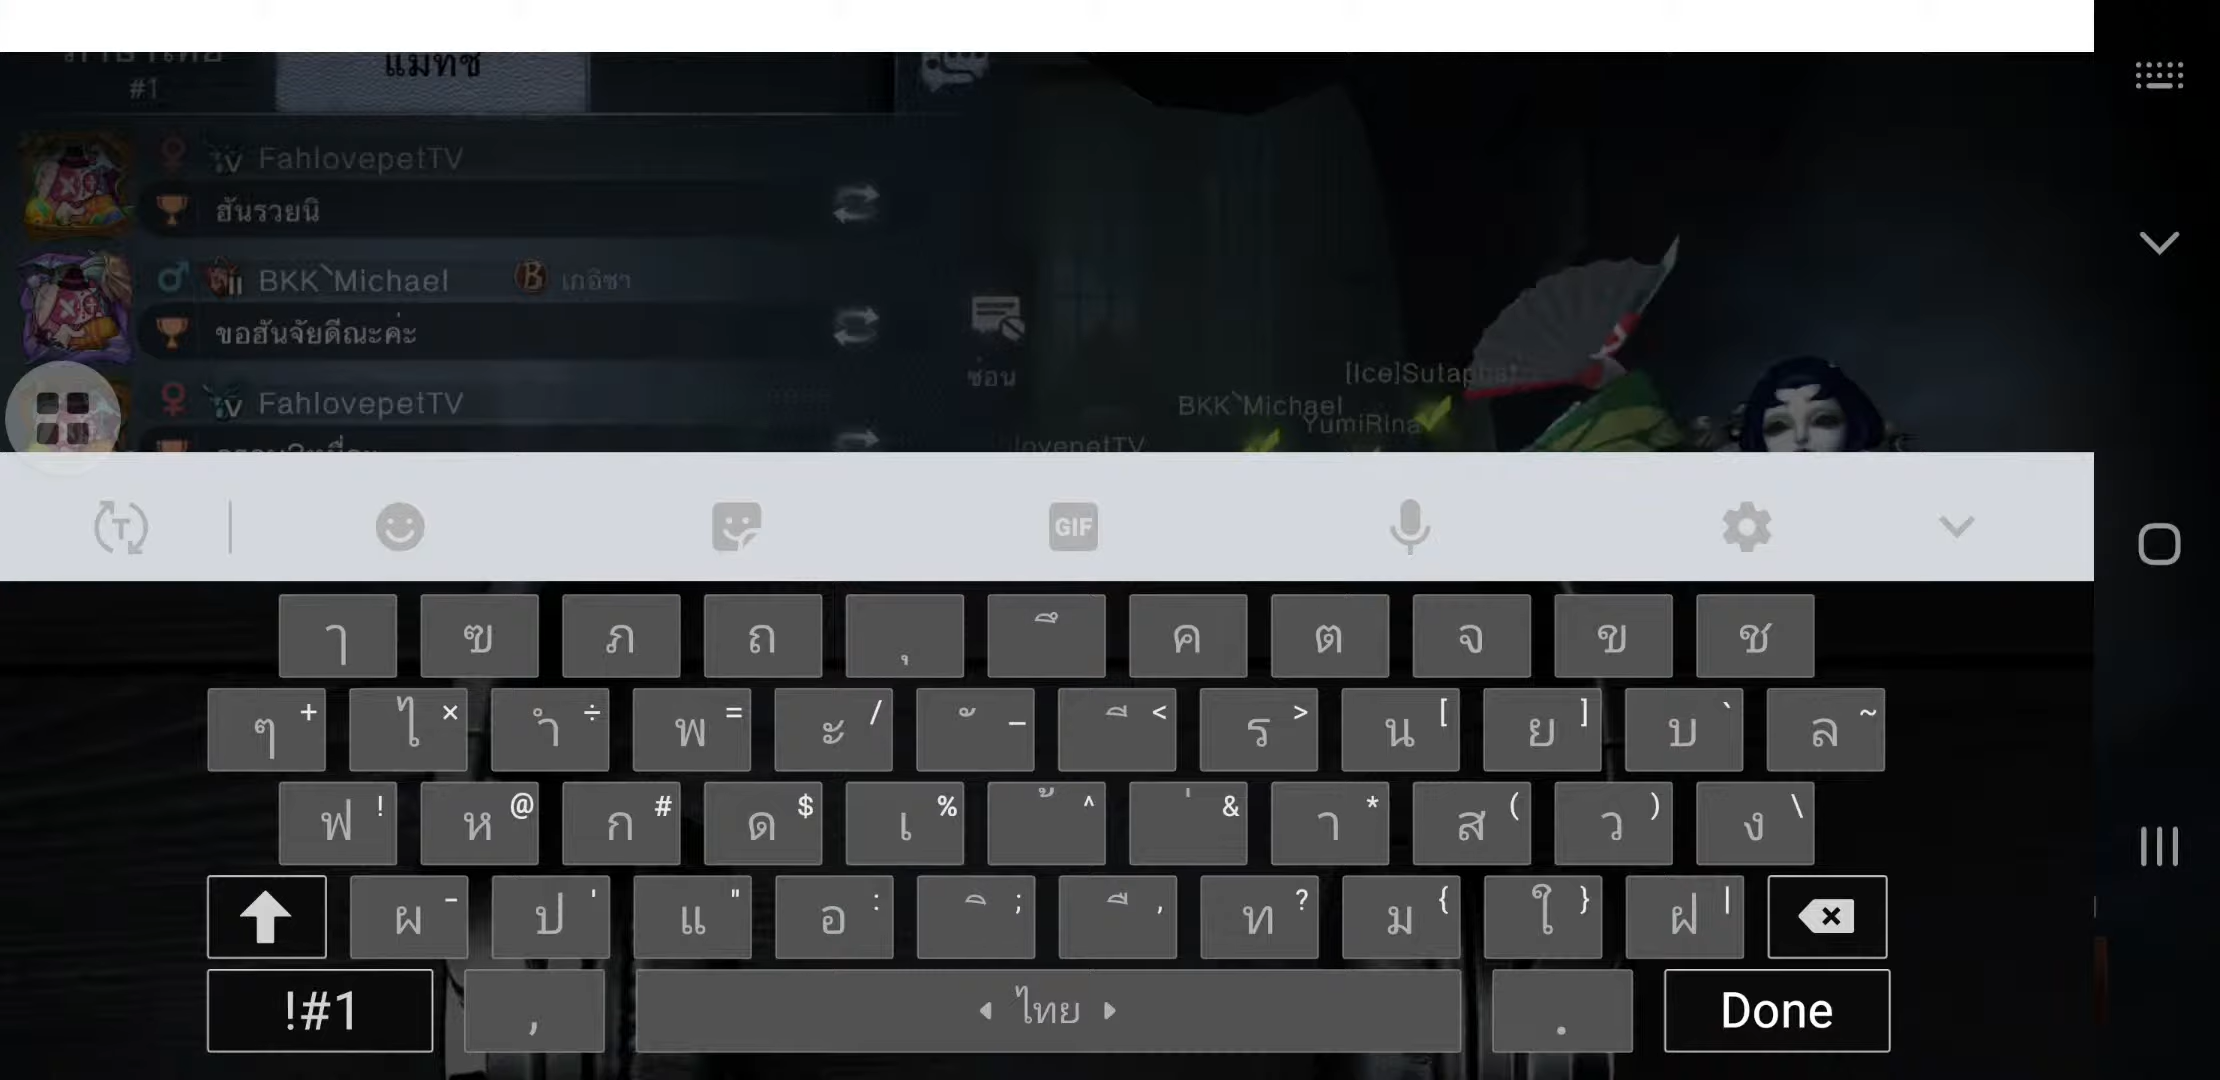 #1
แมทช์
FahlovepetTV
ฮันรวยนิ
BKK`Michael B เกอิชา
ขอฮันจัยดีณะค่ะ
ซ่อน
FahlovepetTV
[Ice]Sutaphat
BKK`Michael
YumiRina
lovepetTV
GIF
ๅ ฃ ภ ถ ุ ึ ค ต จ ข ช
ๆ + ไ × ำ ÷ พ = ะ / ั _ ี < ร > น [ ย ] บ ` ล ~
ฟ ! ห @ ก # ด $ เ % ้ ^ ่ & า * ส ( ว ) ง \
ผ - ป ' แ " อ : ิ ; ื , ท ? ม { ใ } ฝ |
!#1 , ไทย . Done